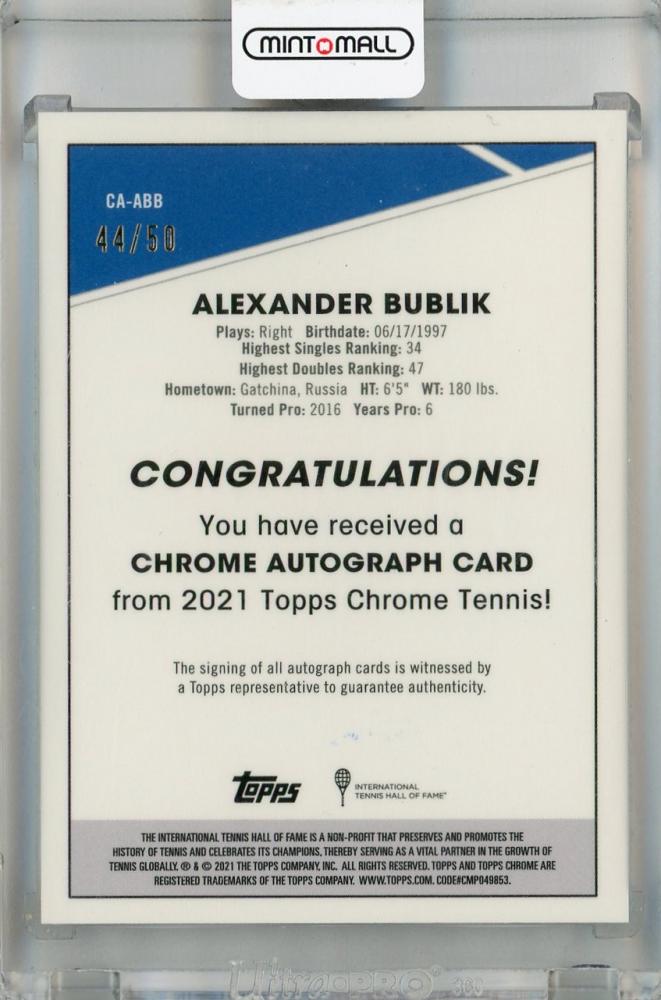 MINT MALL
CA-ABB
44/50
ALEXANDER BUBLIK
Plays: Right Birthdate: 06/17/1997
Highest Singles Ranking: 34
Highest Doubles Ranking: 47
Hometown: Gatchina, Russia HT: 6'5" WT: 180 lbs.
Turned Pro: 2016 Years Pro: 6
CONGRATULATIONS!
You have received a
CHROME AUTOGRAPH CARD
from 2021 Topps Chrome Tennis!
The signing of all autograph cards is witnessed by
a Topps representative to guarantee authenticity.
Topps
INTERNATIONAL
TENNIS HALL OF FAME
THE INTERNATIONAL TENNIS HALL OF FAME IS A NON-PROFIT THAT PRESERVES AND PROMOTES THE
HISTORY OF TENNIS AND CELEBRATES ITS CHAMPIONS, THEREBY SERVING AS A VITAL PARTNER IN THE GROWTH OF
TENNIS GLOBALLY. ® & © 2021 THE TOPPS COMPANY, INC. ALL RIGHTS RESERVED. TOPPS AND TOPPS CHROME ARE
REGISTERED TRADEMARKS OF THE TOPPS COMPANY. WWW.TOPPS.COM. CODE#CMP049853.
Ultra·PRO® 360